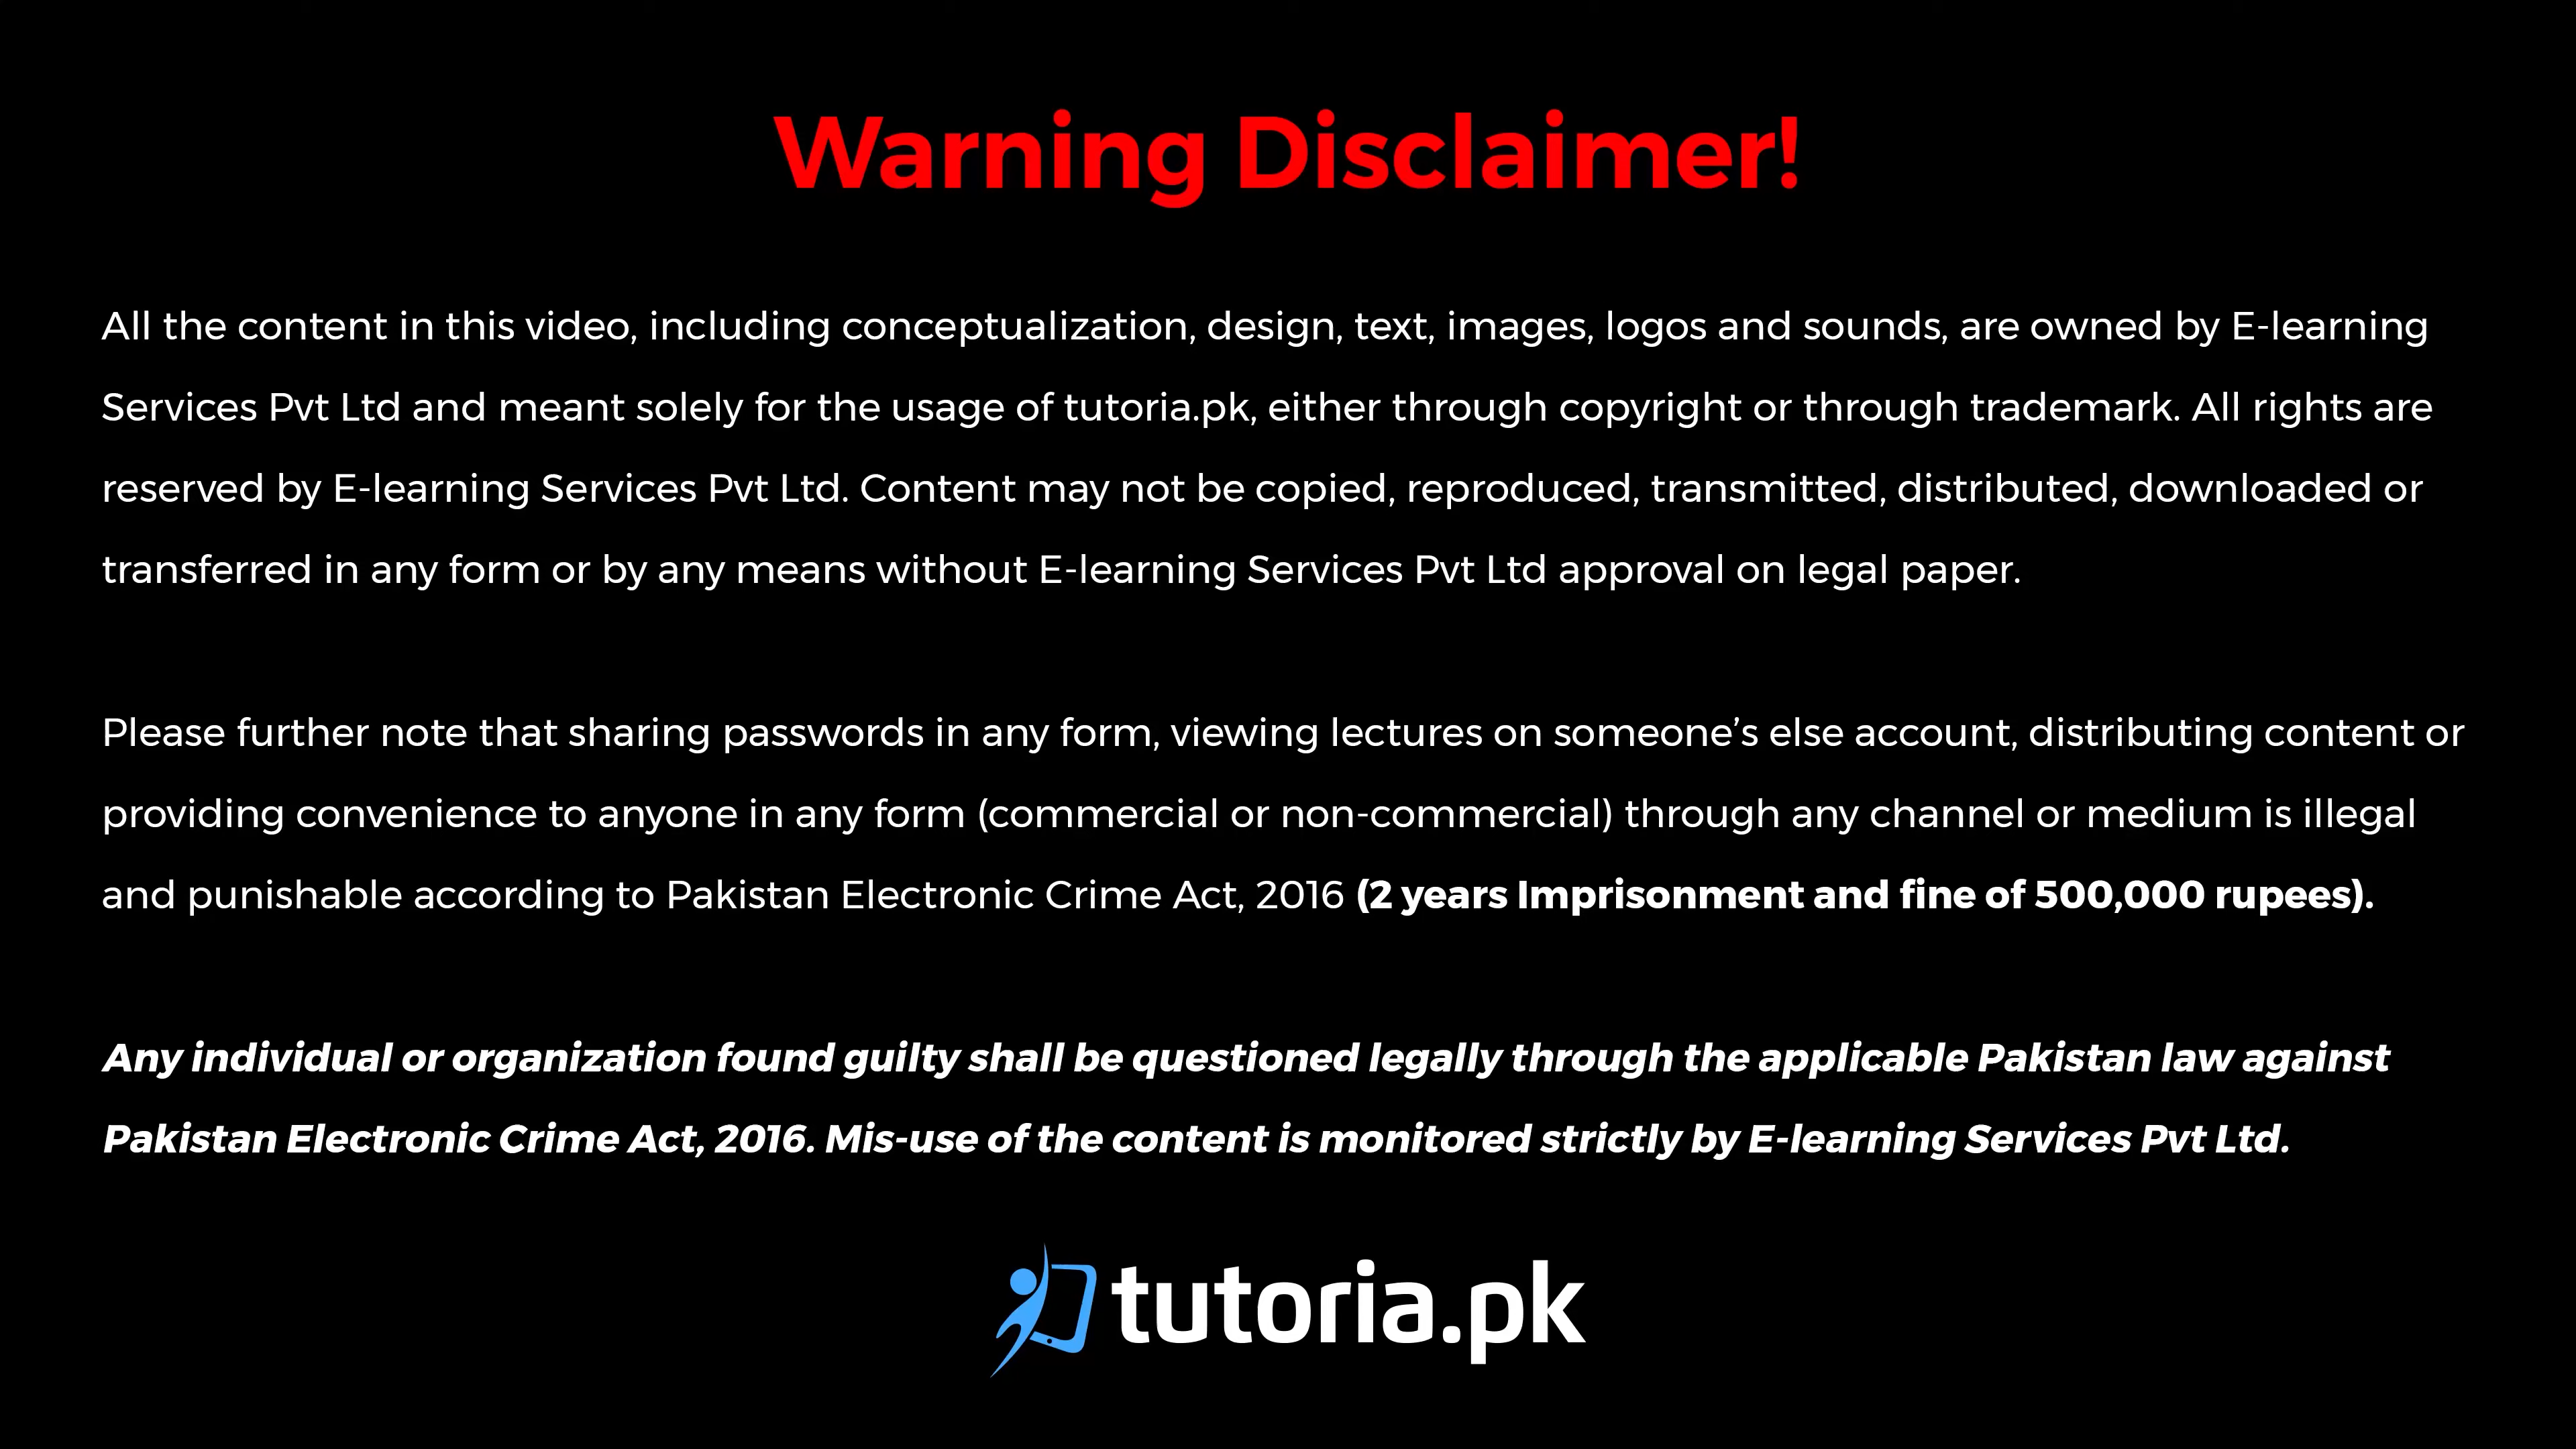 Warning Disclaimer!
All the content in this video, including conceptualization, design, text, images, logos and sounds, are owned by E-learning
Services Pvt Ltd and meant solely for the usage of tutoria.pk, either through copyright or through trademark. All rights are
reserved by E-learning Services Pvt Ltd. Content may not be copied, reproduced, transmitted, distributed, downloaded or
transferred in any form or by any means without E-learning Services Pvt Ltd approval on legal paper.
Please further note that sharing passwords in any form, viewing lectures on someone’s else account, distributing content or
providing convenience to anyone in any form (commercial or non-commercial) through any channel or medium is illegal
and punishable according to Pakistan Electronic Crime Act, 2016 (2 years Imprisonment and fine of 500,000 rupees).
Any individual or organization found guilty shall be questioned legally through the applicable Pakistan law against
Pakistan Electronic Crime Act, 2016. Mis-use of the content is monitored strictly by E-learning Services Pvt Ltd.
tutoria.pk